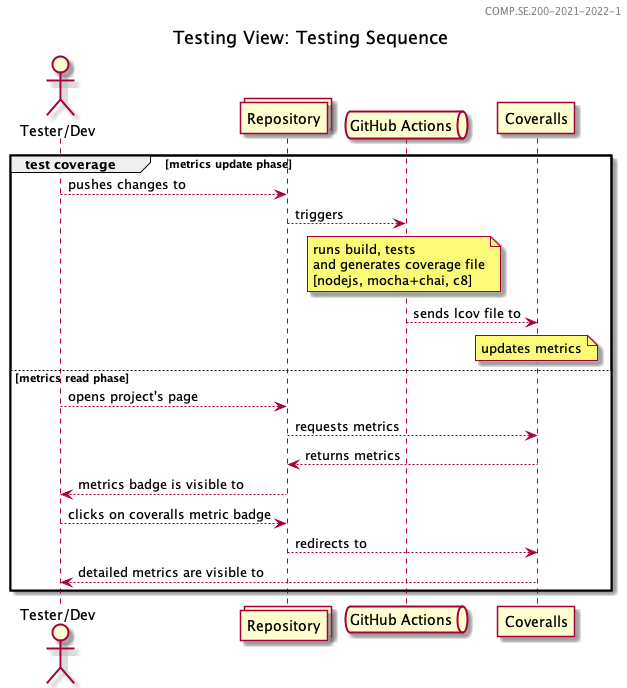 COMP.SE.200-2021-2022-1
Testing View: Testing Sequence
Tester/Dev
Repository
GitHub Actions
Coveralls
test coverage
[metrics update phase]
pushes changes to
triggers
runs build, tests
and generates coverage file
[nodejs, mocha+chai, c8]
sends lcov file to
updates metrics
[metrics read phase]
opens project's page
requests metrics
returns metrics
metrics badge is visible to
clicks on coveralls metric badge
redirects to
detailed metrics are visible to
Tester/Dev
Repository
GitHub Actions
Coveralls